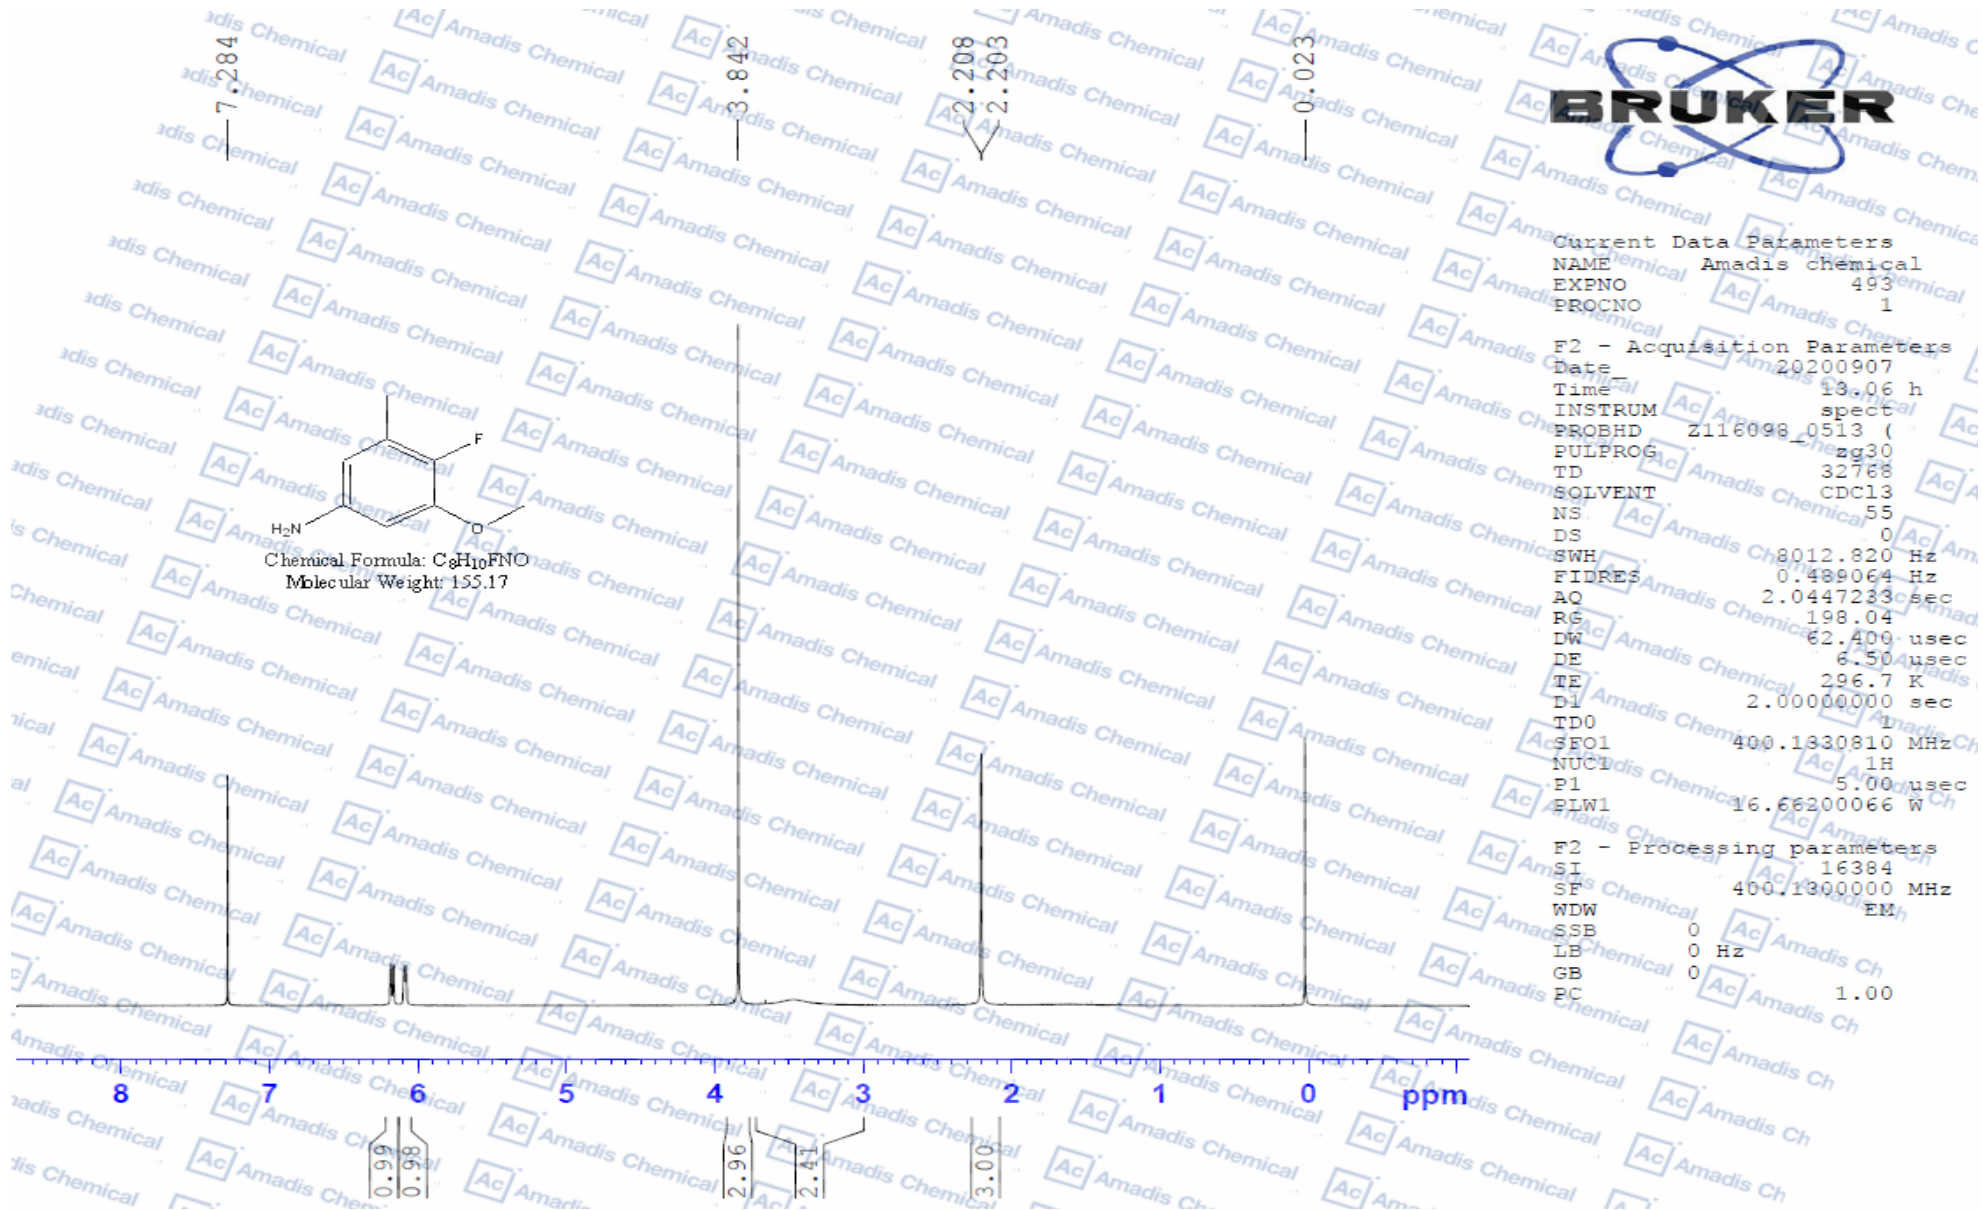 7.284
3.842
2.208
2.203
0.023
BRUKER
Current Data Parameters
NAME Amadis chemical
EXPNO 493
PROCNO 1
F2 - Acquisition Parameters
Date_ 20200907
Time 13.06 h
INSTRUM spect
PROBHD Z116098_0513 (
PULPROG zg30
TD 32768
SOLVENT CDCl3
NS 55
DS 0
SWH 8012.820 Hz
FIDRES 0.489064 Hz
AQ 2.0447233 sec
RG 198.04
DW 62.400 usec
DE 6.50 usec
TE 296.7 K
D1 2.00000000 sec
TD0 1
SFO1 400.1330810 MHz
NUC1 1H
P1 5.00 usec
PLW1 16.66200066 W
F2 - Processing parameters
SI 16384
SF 400.1300000 MHz
WDW EM
SSB 0
LB 0 Hz
GB 0
PC 1.00
F
H2N
O
Chemical Formula: C8H10FNO
Molecular Weight: 155.17
8 7 6 5 4 3 2 1 0 ppm
0.99
0.98
2.96
2.41
3.00
Ac Amadis Chemical